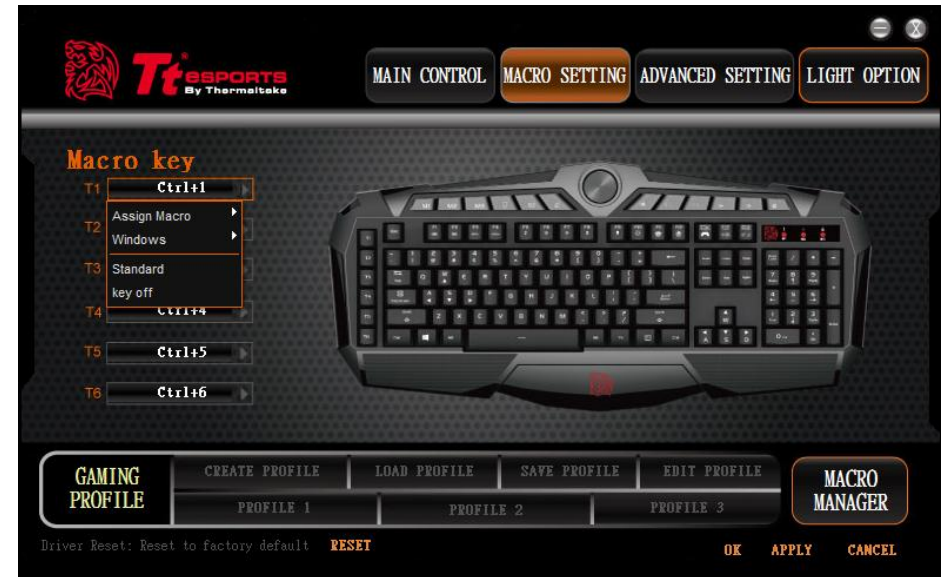 Tt
eSPORTS
By Thermaltake
MAIN CONTROL
MACRO SETTING
ADVANCED SETTING
LIGHT OPTION
Macro key
T1 Ctrl+1
Assign Macro
T2
Windows
T3
Standard
key off
T4 Ctrl+4
T5 Ctrl+5
T6 Ctrl+6
GAMING PROFILE
CREATE PROFILE
LOAD PROFILE
SAVE PROFILE
EDIT PROFILE
PROFILE 1
PROFILE 2
PROFILE 3
MACRO MANAGER
Driver Reset: Reset to factory default RESET
OK APPLY CANCEL